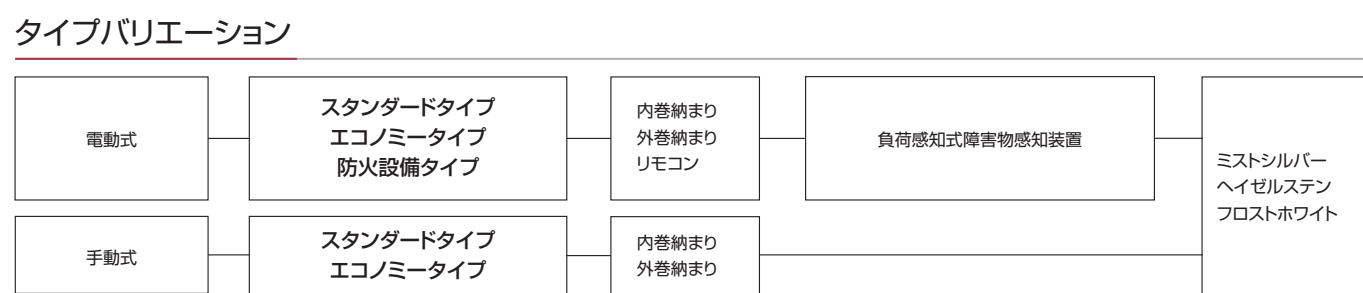 タイプバリエーション
電動式
スタンダードタイプ
エコノミータイプ
防火設備タイプ
内巻納まり
外巻納まり
リモコン
負荷感知式障害物感知装置
ミストシルバー
ヘイゼルステン
フロストホワイト
手動式
スタンダードタイプ
エコノミータイプ
内巻納まり
外巻納まり